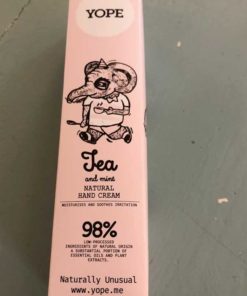 YOPE
Tea
and mint
NATURAL
HAND CREAM
MOISTURISES AND SOOTHES IRRITATION
98%
LOW-PROCESSED
INGREDIENTS OF NATURAL ORIGIN
A SUBSTANTIAL PORTION OF
ESSENTIAL OILS AND PLANT
EXTRACTS.
Naturally Unusual
www.yope.me